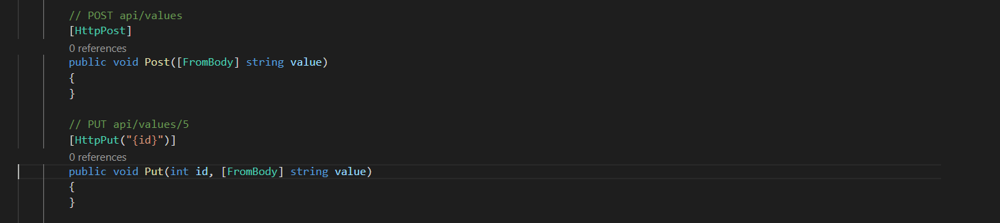 // POST api/values
[HttpPost]
0 references
public void Post([FromBody] string value)
{
}
// PUT api/values/5
[HttpPut("{id}")]
0 references
public void Put(int id, [FromBody] string value)
{
}